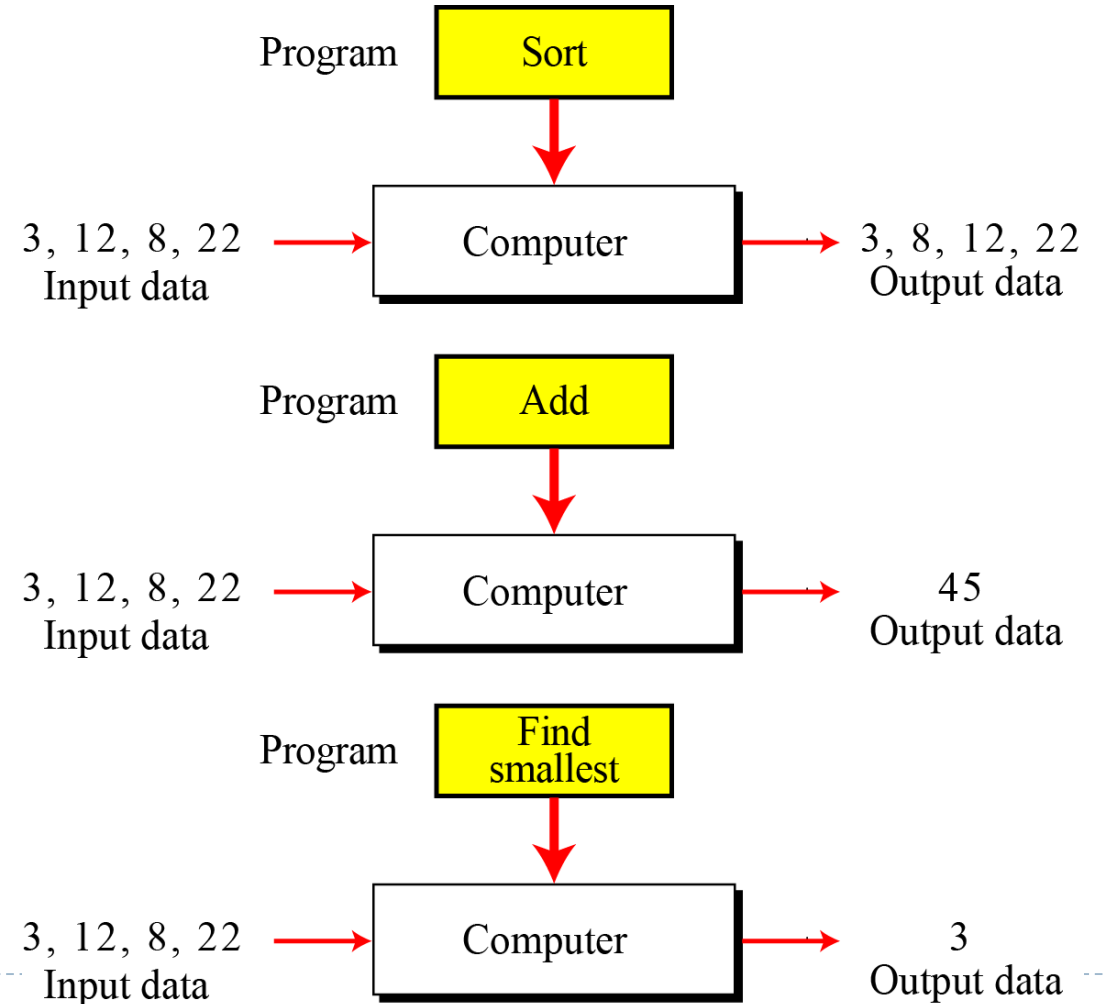 Program Sort
3, 12, 8, 22 Computer 3, 8, 12, 22
Input data Output data
Program Add
3, 12, 8, 22 Computer 45
Input data Output data
Program Find
smallest
3, 12, 8, 22 Computer 3
Input data Output data